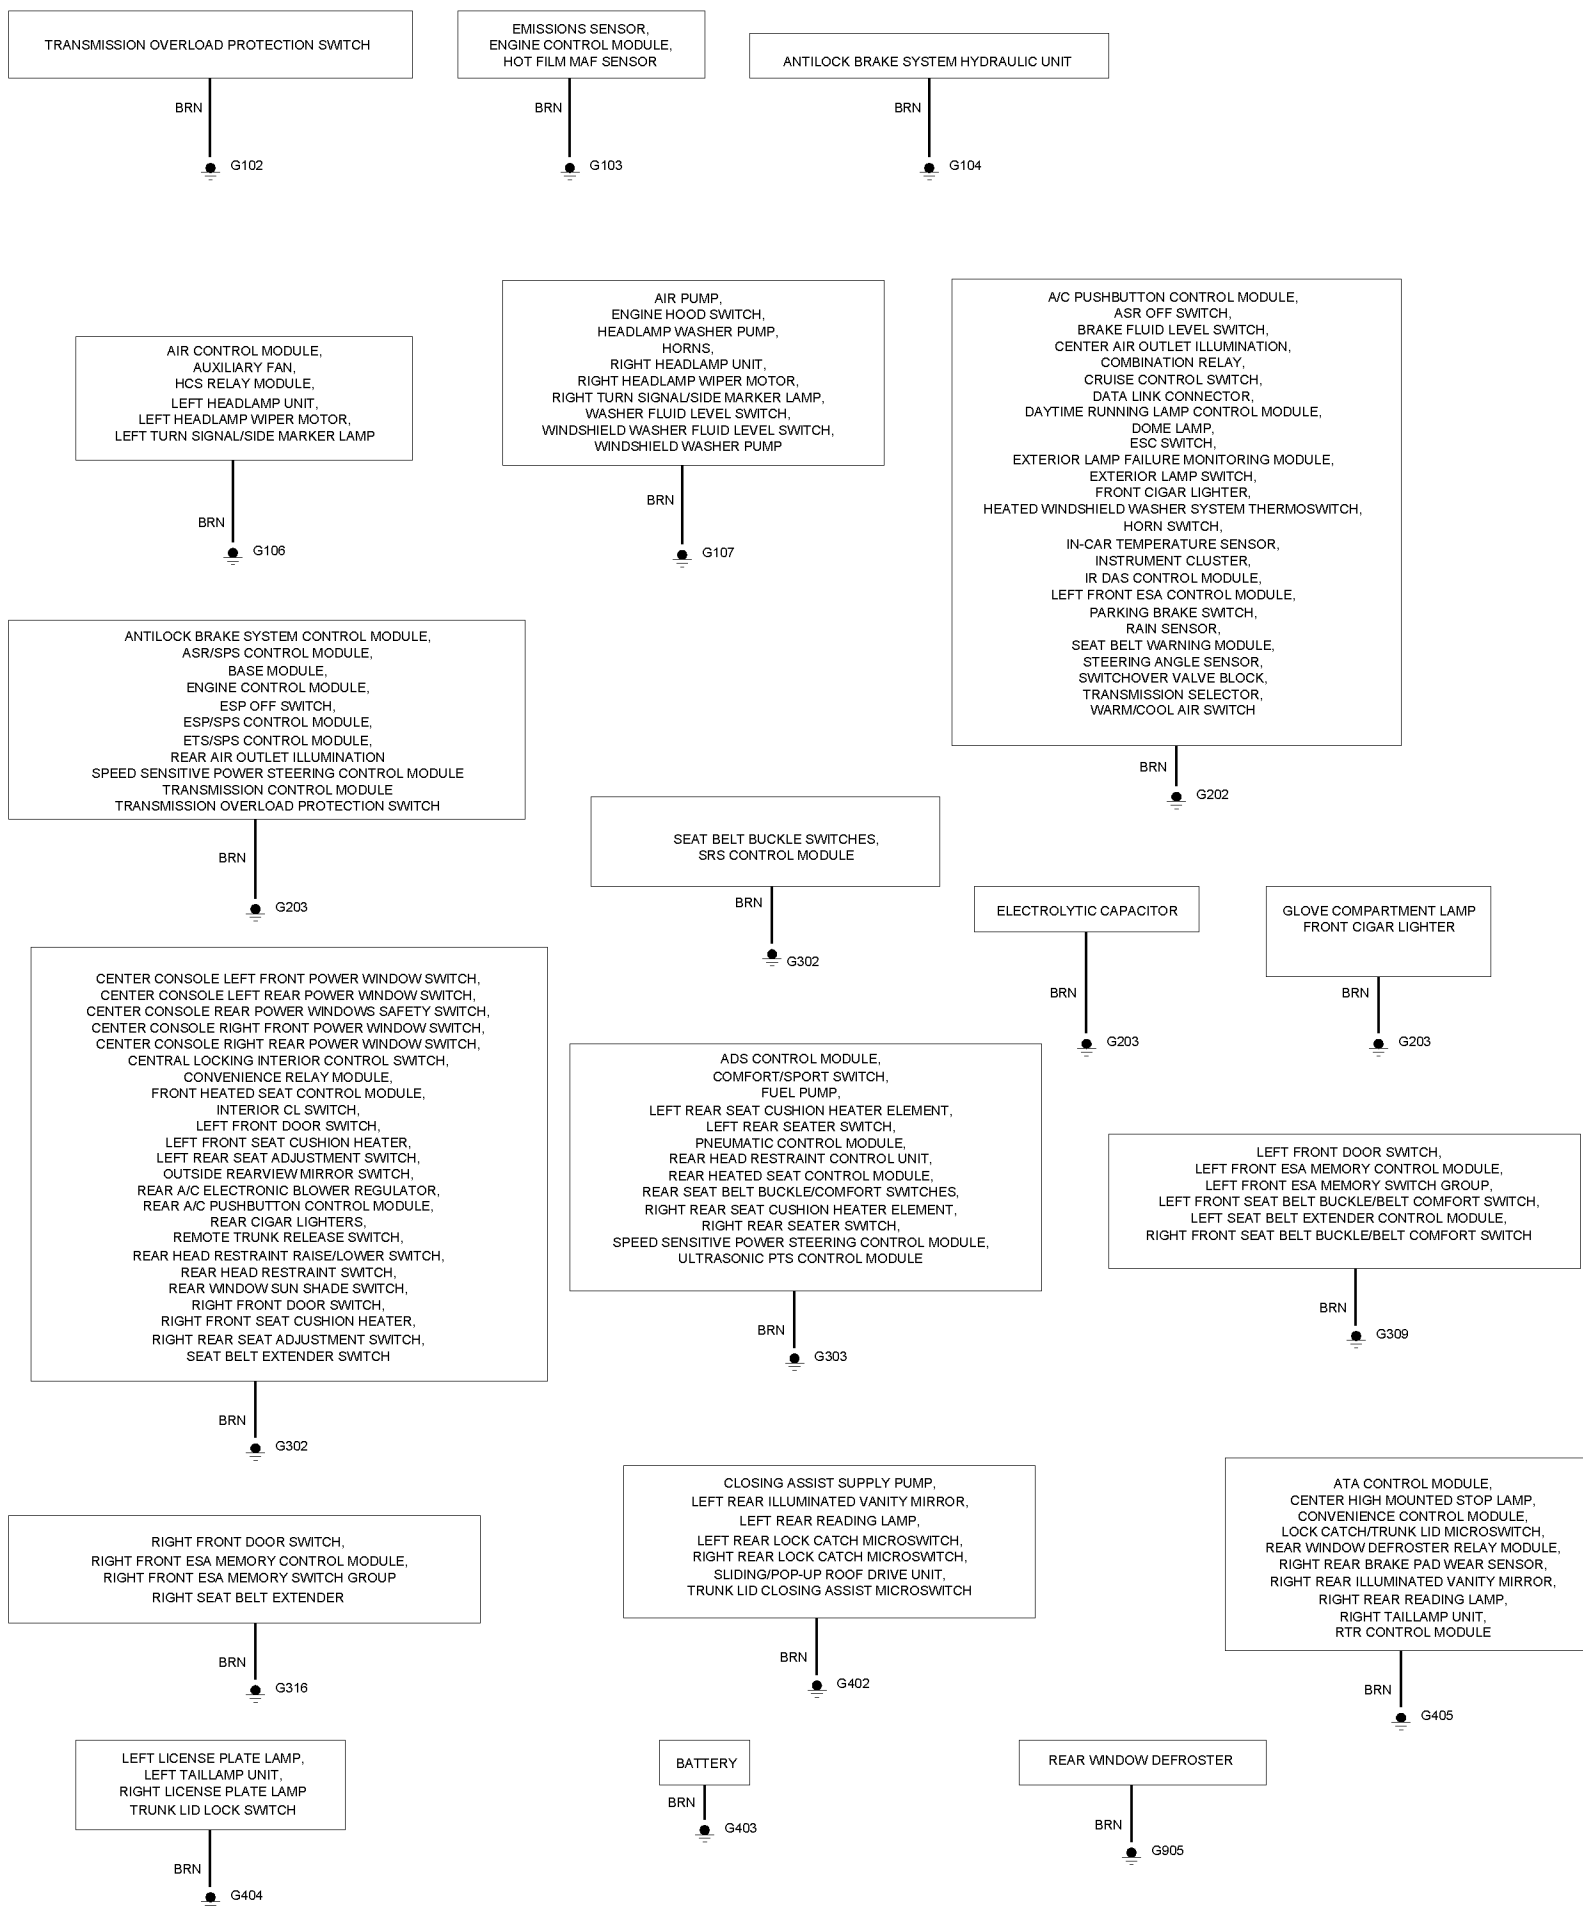 TRANSMISSION OVERLOAD PROTECTION SWITCH
BRN
G102
EMISSIONS SENSOR,
ENGINE CONTROL MODULE,
HOT FILM MAF SENSOR
BRN
G103
ANTILOCK BRAKE SYSTEM HYDRAULIC UNIT
BRN
G104
AIR CONTROL MODULE,
AUXILIARY FAN,
HCS RELAY MODULE,
LEFT HEADLAMP UNIT,
LEFT HEADLAMP WIPER MOTOR,
LEFT TURN SIGNAL/SIDE MARKER LAMP
BRN
G106
AIR PUMP,
ENGINE HOOD SWITCH,
HEADLAMP WASHER PUMP,
HORNS,
RIGHT HEADLAMP UNIT,
RIGHT HEADLAMP WIPER MOTOR,
RIGHT TURN SIGNAL/SIDE MARKER LAMP,
WASHER FLUID LEVEL SWITCH,
WINDSHIELD WASHER FLUID LEVEL SWITCH,
WINDSHIELD WASHER PUMP
BRN
G107
A/C PUSHBUTTON CONTROL MODULE,
ASR OFF SWITCH,
BRAKE FLUID LEVEL SWITCH,
CENTER AIR OUTLET ILLUMINATION,
COMBINATION RELAY,
CRUISE CONTROL SWITCH,
DATA LINK CONNECTOR,
DAYTIME RUNNING LAMP CONTROL MODULE,
DOME LAMP,
ESC SWITCH,
EXTERIOR LAMP FAILURE MONITORING MODULE,
EXTERIOR LAMP SWITCH,
FRONT CIGAR LIGHTER,
HEATED WINDSHIELD WASHER SYSTEM THERMOSWITCH,
HORN SWITCH,
IN-CAR TEMPERATURE SENSOR,
INSTRUMENT CLUSTER,
IR DAS CONTROL MODULE,
LEFT FRONT ESA CONTROL MODULE,
PARKING BRAKE SWITCH,
RAIN SENSOR,
SEAT BELT WARNING MODULE,
STEERING ANGLE SENSOR,
SWITCHOVER VALVE BLOCK,
TRANSMISSION SELECTOR,
WARM/COOL AIR SWITCH
BRN
G202
ANTILOCK BRAKE SYSTEM CONTROL MODULE,
ASR/SPS CONTROL MODULE,
BASE MODULE,
ENGINE CONTROL MODULE,
ESP OFF SWITCH,
ESP/SPS CONTROL MODULE,
ETS/SPS CONTROL MODULE,
REAR AIR OUTLET ILLUMINATION
SPEED SENSITIVE POWER STEERING CONTROL MODULE
TRANSMISSION CONTROL MODULE
TRANSMISSION OVERLOAD PROTECTION SWITCH
BRN
G203
SEAT BELT BUCKLE SWITCHES,
SRS CONTROL MODULE
BRN
G302
ELECTROLYTIC CAPACITOR
BRN
G203
GLOVE COMPARTMENT LAMP
FRONT CIGAR LIGHTER
BRN
G203
CENTER CONSOLE LEFT FRONT POWER WINDOW SWITCH,
CENTER CONSOLE LEFT REAR POWER WINDOW SWITCH,
CENTER CONSOLE REAR POWER WINDOWS SAFETY SWITCH,
CENTER CONSOLE RIGHT FRONT POWER WINDOW SWITCH,
CENTER CONSOLE RIGHT REAR POWER WINDOW SWITCH,
CENTRAL LOCKING INTERIOR CONTROL SWITCH,
CONVENIENCE RELAY MODULE,
FRONT HEATED SEAT CONTROL MODULE,
INTERIOR CL SWITCH,
LEFT FRONT DOOR SWITCH,
LEFT FRONT SEAT CUSHION HEATER,
LEFT REAR SEAT ADJUSTMENT SWITCH,
OUTSIDE REARVIEW MIRROR SWITCH,
REAR A/C ELECTRONIC BLOWER REGULATOR,
REAR A/C PUSHBUTTON CONTROL MODULE,
REAR CIGAR LIGHTERS,
REMOTE TRUNK RELEASE SWITCH,
REAR HEAD RESTRAINT RAISE/LOWER SWITCH,
REAR HEAD RESTRAINT SWITCH,
REAR WINDOW SUN SHADE SWITCH,
RIGHT FRONT DOOR SWITCH,
RIGHT FRONT SEAT CUSHION HEATER,
RIGHT REAR SEAT ADJUSTMENT SWITCH,
SEAT BELT EXTENDER SWITCH
BRN
G302
ADS CONTROL MODULE,
COMFORT/SPORT SWITCH,
FUEL PUMP,
LEFT REAR SEAT CUSHION HEATER ELEMENT,
LEFT REAR SEATER SWITCH,
PNEUMATIC CONTROL MODULE,
REAR HEAD RESTRAINT CONTROL UNIT,
REAR HEATED SEAT CONTROL MODULE,
REAR SEAT BELT BUCKLE/COMFORT SWITCHES,
RIGHT REAR SEAT CUSHION HEATER ELEMENT,
RIGHT REAR SEATER SWITCH,
SPEED SENSITIVE POWER STEERING CONTROL MODULE,
ULTRASONIC PTS CONTROL MODULE
BRN
G303
LEFT FRONT DOOR SWITCH,
LEFT FRONT ESA MEMORY CONTROL MODULE,
LEFT FRONT ESA MEMORY SWITCH GROUP,
LEFT FRONT SEAT BELT BUCKLE/BELT COMFORT SWITCH,
LEFT SEAT BELT EXTENDER CONTROL MODULE,
RIGHT FRONT SEAT BELT BUCKLE/BELT COMFORT SWITCH
BRN
G309
RIGHT FRONT DOOR SWITCH,
RIGHT FRONT ESA MEMORY CONTROL MODULE,
RIGHT FRONT ESA MEMORY SWITCH GROUP
RIGHT SEAT BELT EXTENDER
BRN
G316
CLOSING ASSIST SUPPLY PUMP,
LEFT REAR ILLUMINATED VANITY MIRROR,
LEFT REAR READING LAMP,
LEFT REAR LOCK CATCH MICROSWITCH,
RIGHT REAR LOCK CATCH MICROSWITCH,
SLIDING/POP-UP ROOF DRIVE UNIT,
TRUNK LID CLOSING ASSIST MICROSWITCH
BRN
G402
ATA CONTROL MODULE,
CENTER HIGH MOUNTED STOP LAMP,
CONVENIENCE CONTROL MODULE,
LOCK CATCH/TRUNK LID MICROSWITCH,
REAR WINDOW DEFROSTER RELAY MODULE,
RIGHT REAR BRAKE PAD WEAR SENSOR,
RIGHT REAR ILLUMINATED VANITY MIRROR,
RIGHT REAR READING LAMP,
RIGHT TAILLAMP UNIT,
RTR CONTROL MODULE
BRN
G405
LEFT LICENSE PLATE LAMP,
LEFT TAILLAMP UNIT,
RIGHT LICENSE PLATE LAMP
TRUNK LID LOCK SWITCH
BRN
G404
BATTERY
BRN
G403
REAR WINDOW DEFROSTER
BRN
G905